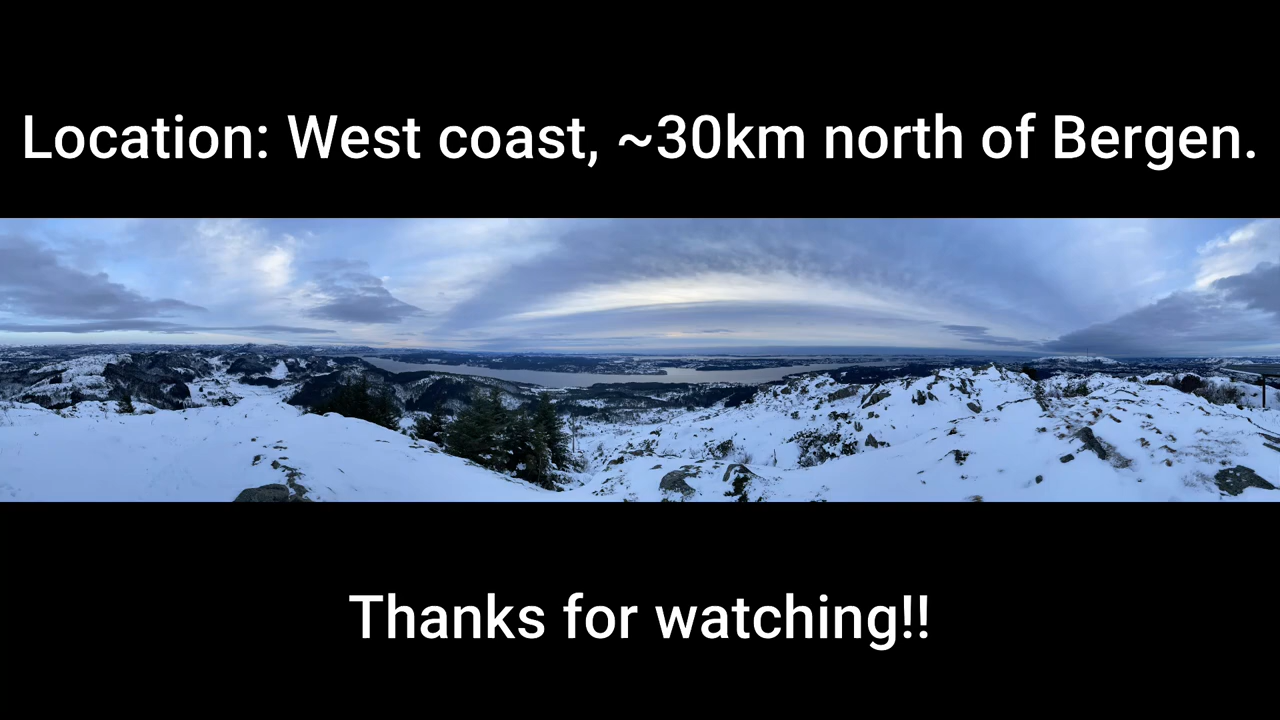 Location: West coast, ~30km north of Bergen.
Thanks for watching!!